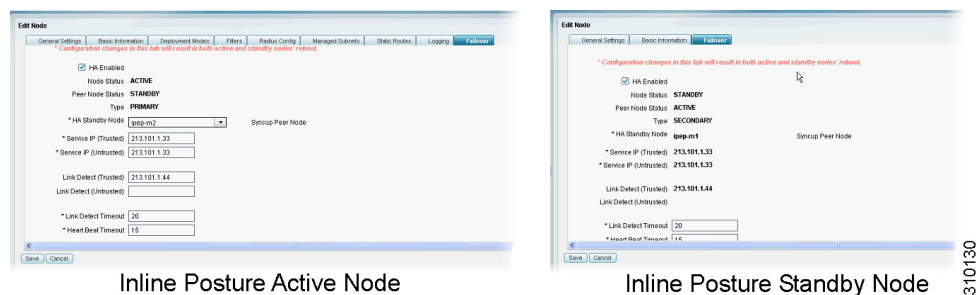 Edit Node
General Settings Basic Information Deployment Modes Filters Radius Config Managed Subnets Static Routes Logging Failover
* Configuration changes in this tab will result in both active and standby nodes' reboot.
HA Enabled
Node Status ACTIVE
Peer Node Status STANDBY
Type PRIMARY
* HA Standby Node ipep-m2 Syncup Peer Node
* Service IP (Trusted) 213.101.1.33
* Service IP (Untrusted) 213.101.1.33
Link Detect (Trusted) 213.101.1.44
Link Detect (Untrusted)
* Link Detect Timeout 20
* Heart Beat Timeout 15
Save Cancel
Inline Posture Active Node
Edit Node
General Settings Basic Information Failover
* Configuration changes in this tab will result in both active and standby nodes' reboot.
HA Enabled
Node Status STANDBY
Peer Node Status ACTIVE
Type SECONDARY
* HA Standby Node ipep-m1 Syncup Peer Node
* Service IP (Trusted) 213.101.1.33
* Service IP (Untrusted) 213.101.1.33
Link Detect (Trusted) 213.101.1.44
Link Detect (Untrusted)
* Link Detect Timeout 20
* Heart Beat Timeout 15
Save Cancel
Inline Posture Standby Node
310130